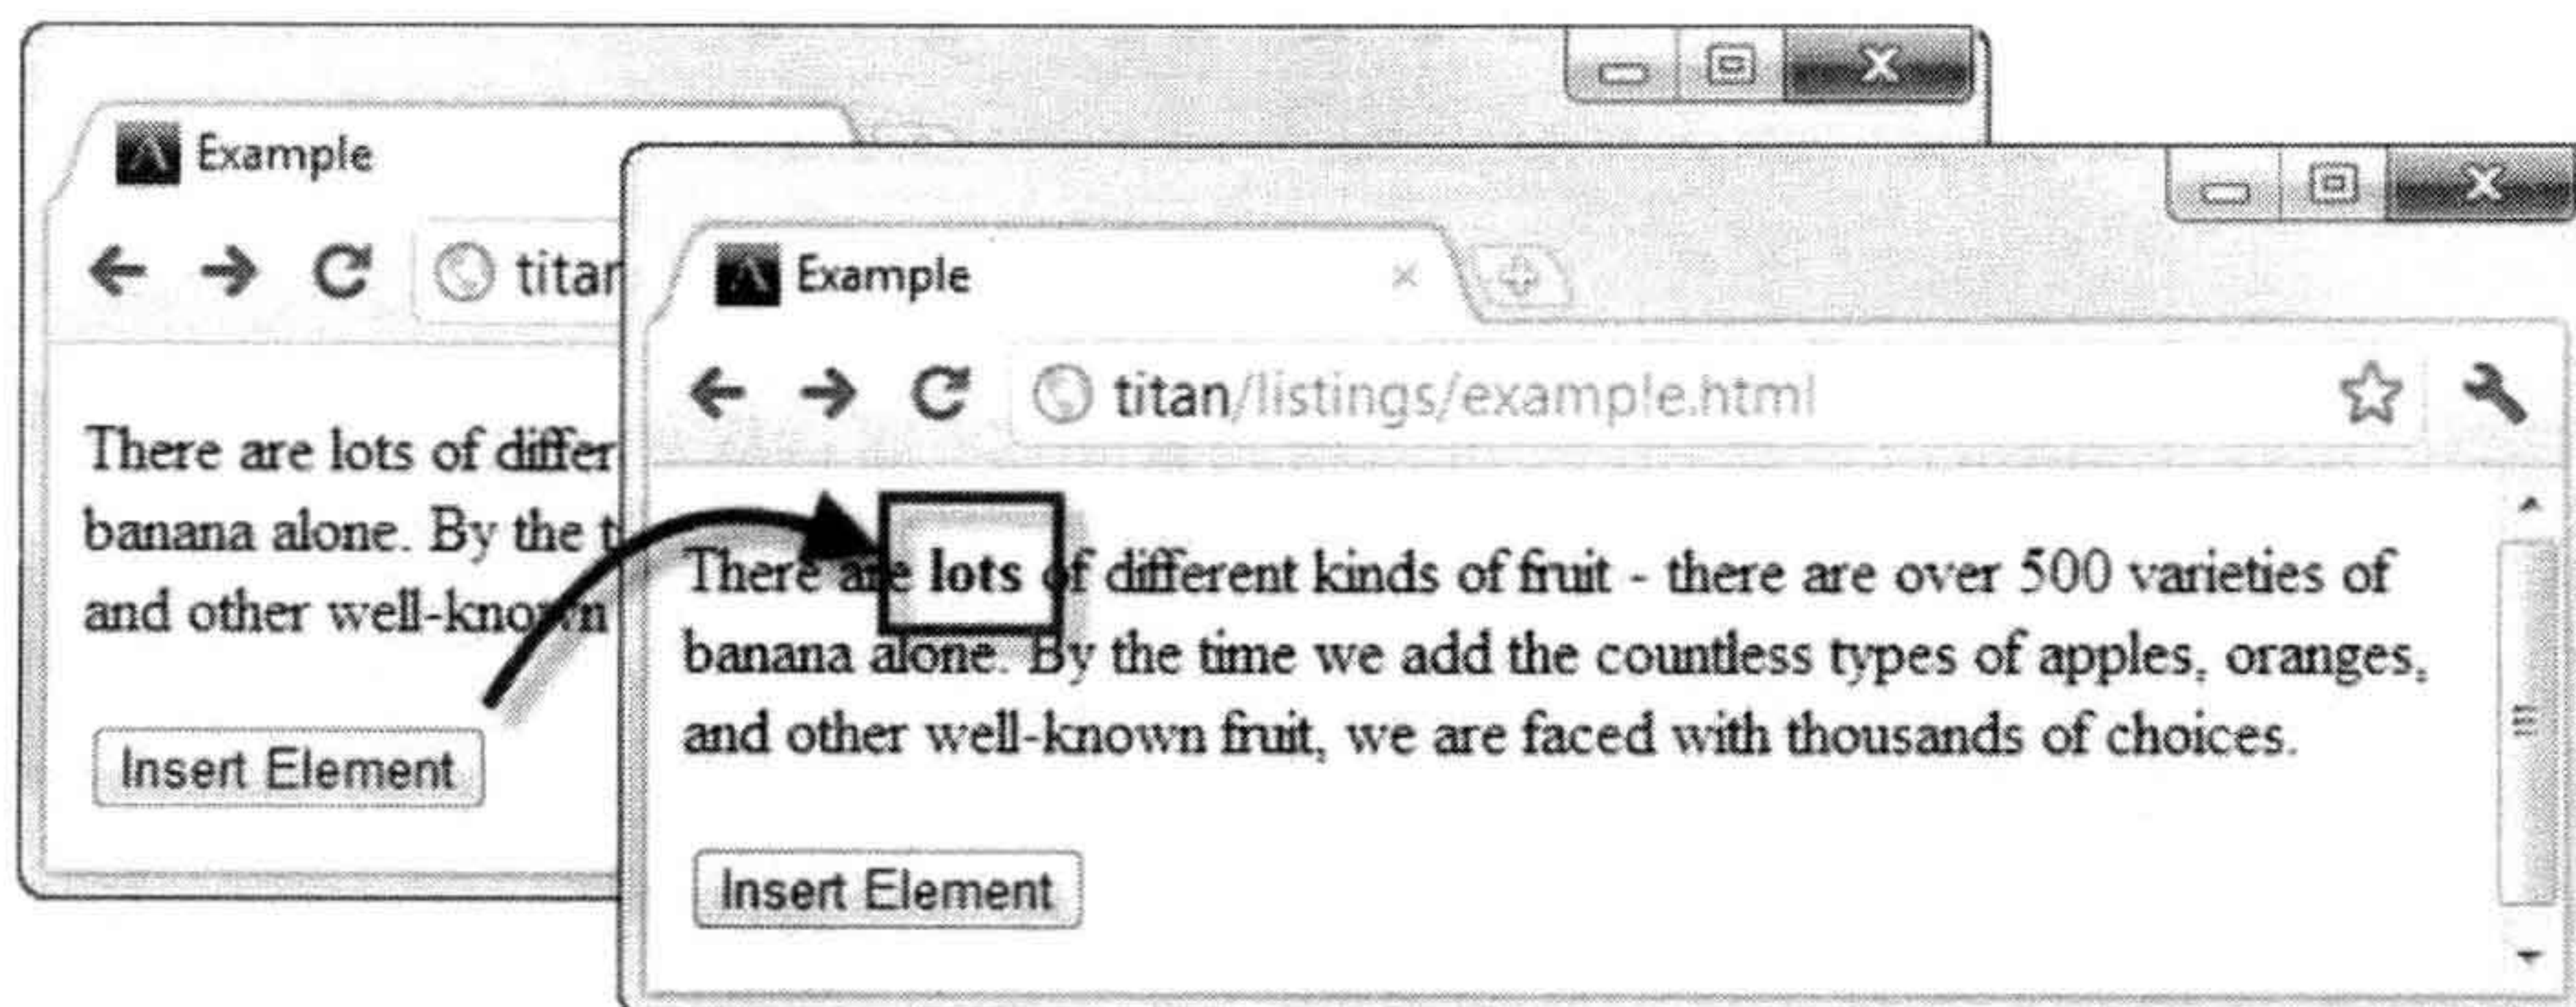 Example
titan
There are lots of differ
banana alone. By the t
and other well-known
Insert Element
Example
titan/listings/example.html
There are lots of different kinds of fruit - there are over 500 varieties of
banana alone. By the time we add the countless types of apples, oranges,
and other well-known fruit, we are faced with thousands of choices.
Insert Element